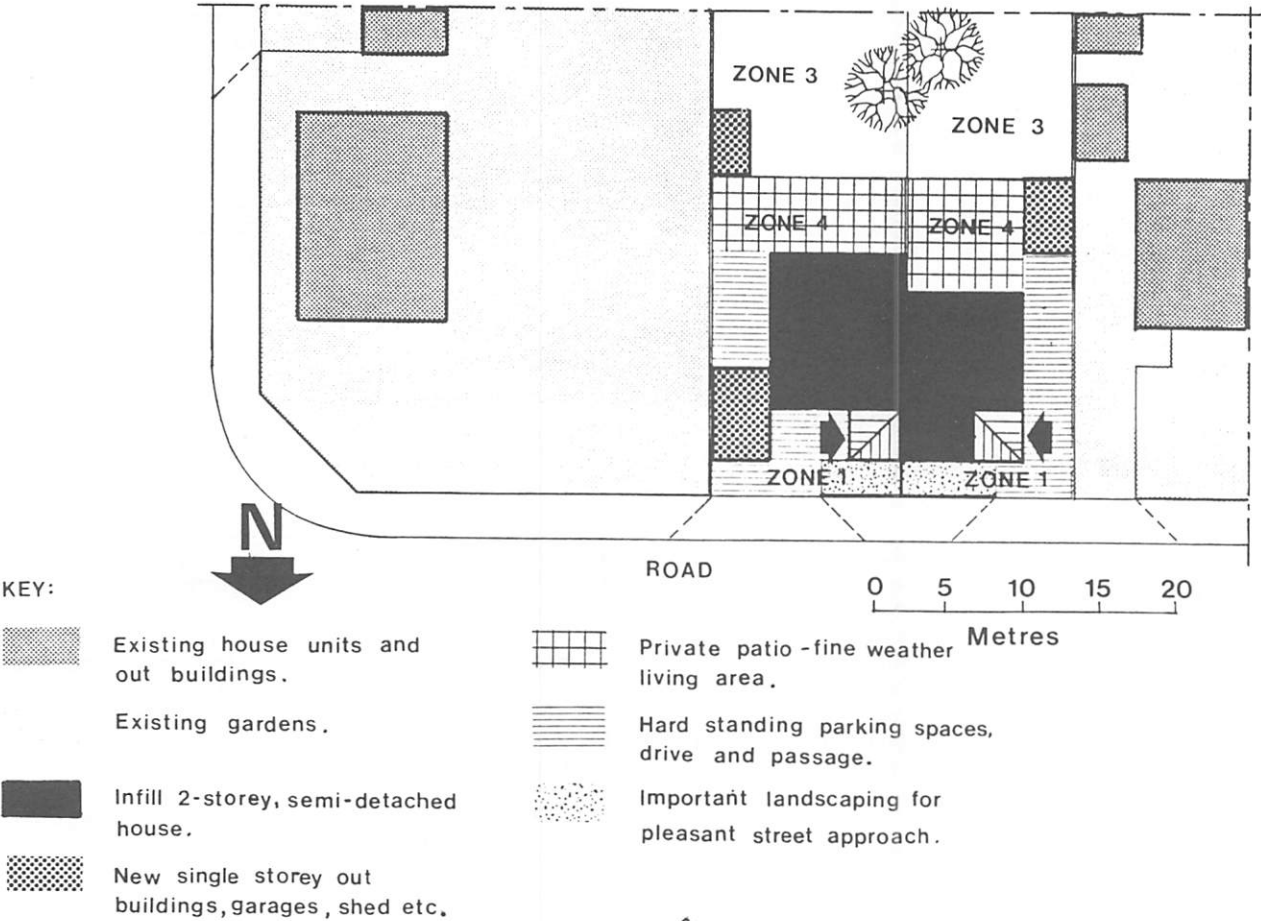 ZONE 3
ZONE 3
ZONE 4
ZONE 4
ZONE 1
ZONE 1
N
ROAD
0 5 10 15 20
Metres
KEY:
Existing house units and
out buildings.
Existing gardens.
Infill 2-storey, semi-detached
house.
New single storey out
buildings, garages, shed etc.
Private patio - fine weather
living area.
Hard standing parking spaces,
drive and passage.
Important landscaping for
pleasant street approach.